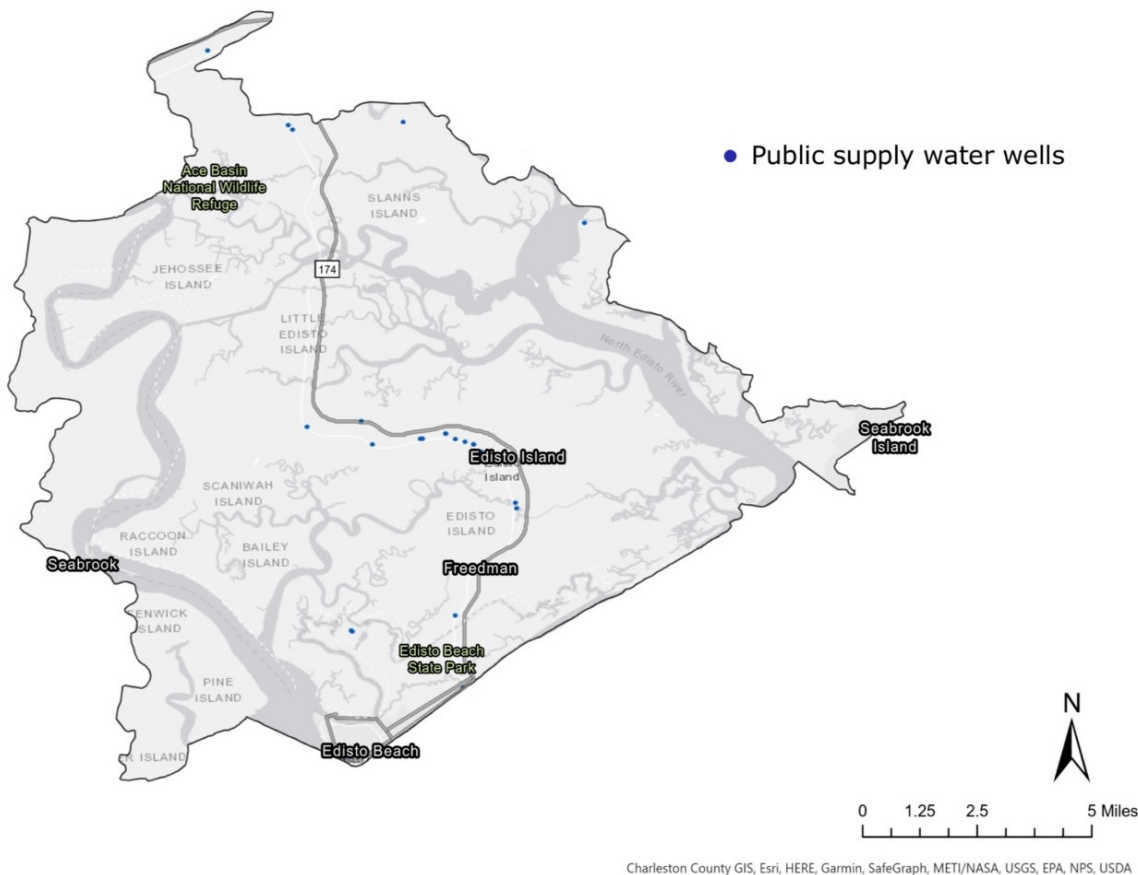 Public supply water wells
Ace Basin
National Wildlife
Refuge
SLANNS
ISLAND
JEHOSSEE
ISLAND
174
LITTLE
EDISTO
ISLAND
North Edisto River
Seabrook
Island
Edisto Island
Island
SCANIWAH
ISLAND
EDISTO
ISLAND
RACCOON
ISLAND
BAILEY
ISLAND
Seabrook
Freedman
FENWICK
ISLAND
Edisto Beach
State Park
PINE
ISLAND
Edisto Beach
R ISLAND
N
0 1.25 2.5 5 Miles
Charleston County GIS, Esri, HERE, Garmin, SafeGraph, METI/NASA, USGS, EPA, NPS, USDA